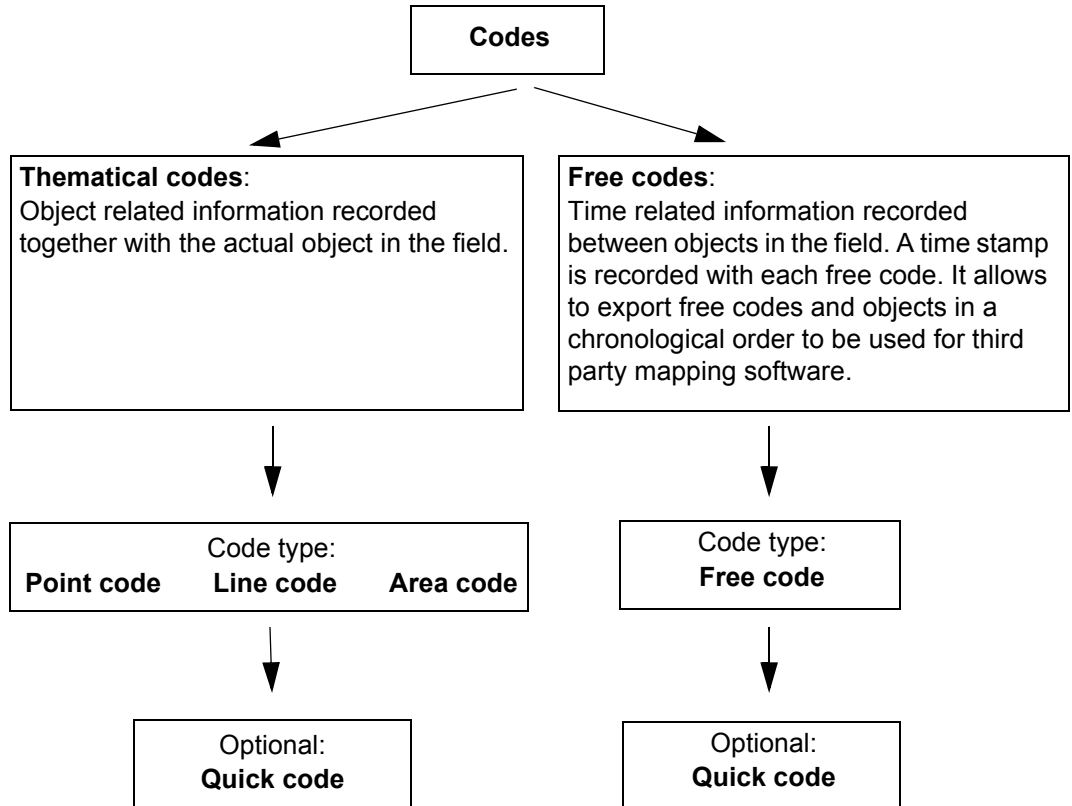 Codes
Thematical codes:
Object related information recorded
together with the actual object in the field.
Free codes:
Time related information recorded
between objects in the field. A time stamp
is recorded with each free code. It allows
to export free codes and objects in a
chronological order to be used for third
party mapping software.
Code type:
Point code Line code Area code
Code type:
Free code
Optional:
Quick code
Optional:
Quick code